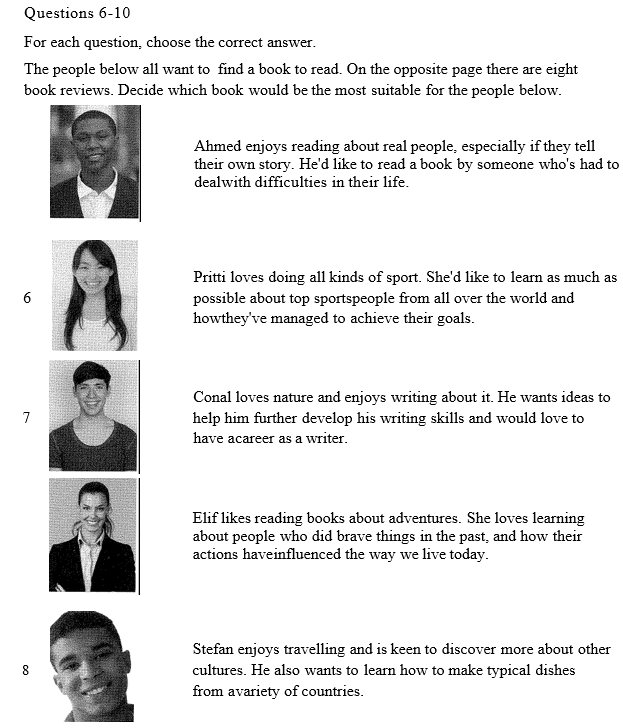 Questions 6-10
For each question, choose the correct answer.
The people below all want to find a book to read. On the opposite page there are eight
book reviews. Decide which book would be the most suitable for the people below.
Ahmed enjoys reading about real people, especially if they tell
their own story. He'd like to read a book by someone who's had to
dealwith difficulties in their life.
6
Pritti loves doing all kinds of sport. She'd like to learn as much as
possible about top sportspeople from all over the world and
howthey've managed to achieve their goals.
7
Conal loves nature and enjoys writing about it. He wants ideas to
help him further develop his writing skills and would love to
have acareer as a writer.
Elif likes reading books about adventures. She loves learning
about people who did brave things in the past, and how their
actions haveinfluenced the way we live today.
8
Stefan enjoys travelling and is keen to discover more about other
cultures. He also wants to learn how to make typical dishes
from avariety of countries.